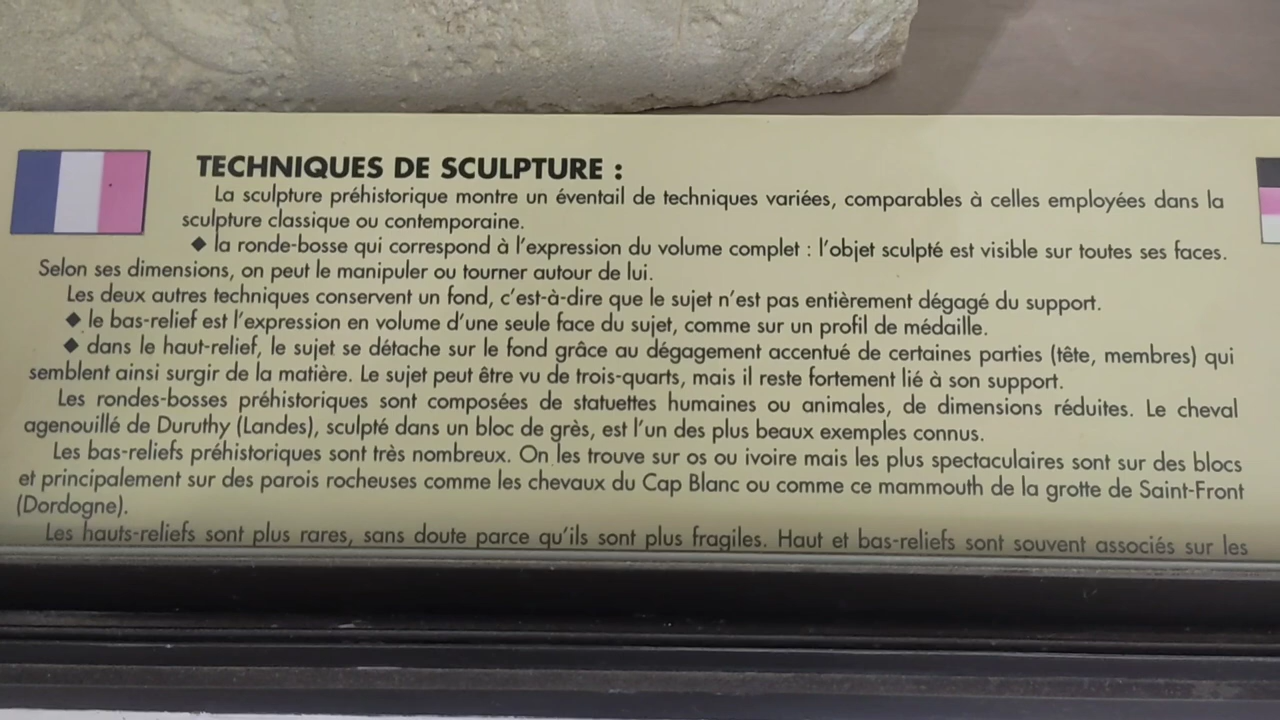 TECHNIQUES DE SCULPTURE :
La sculpture préhistorique montre un éventail de techniques variées, comparables à celles employées dans la
sculpture classique ou contemporaine.
◆ la ronde-bosse qui correspond à l'expression du volume complet : l'objet sculpté est visible sur toutes ses faces.
Selon ses dimensions, on peut le manipuler ou tourner autour de lui.
Les deux autres techniques conservent un fond, c'est-à-dire que le sujet n'est pas entièrement dégagé du support.
◆ le bas-relief est l'expression en volume d'une seule face du sujet, comme sur un profil de médaille.
◆ dans le haut-relief, le sujet se détache sur le fond grâce au dégagement accentué de certaines parties (tête, membres) qui
semblent ainsi surgir de la matière. Le sujet peut être vu de trois-quarts, mais il reste fortement lié à son support.
Les rondes-bosses préhistoriques sont composées de statuettes humaines ou animales, de dimensions réduites. Le cheval
agenouillé de Duruthy (Landes), sculpté dans un bloc de grès, est l'un des plus beaux exemples connus.
Les bas-reliefs préhistoriques sont très nombreux. On les trouve sur os ou ivoire mais les plus spectaculaires sont sur des blocs
et principalement sur des parois rocheuses comme les chevaux du Cap Blanc ou comme ce mammouth de la grotte de Saint-Front
(Dordogne).
Les hauts-reliefs sont plus rares, sans doute parce qu'ils sont plus fragiles. Haut et bas-reliefs sont souvent associés sur les